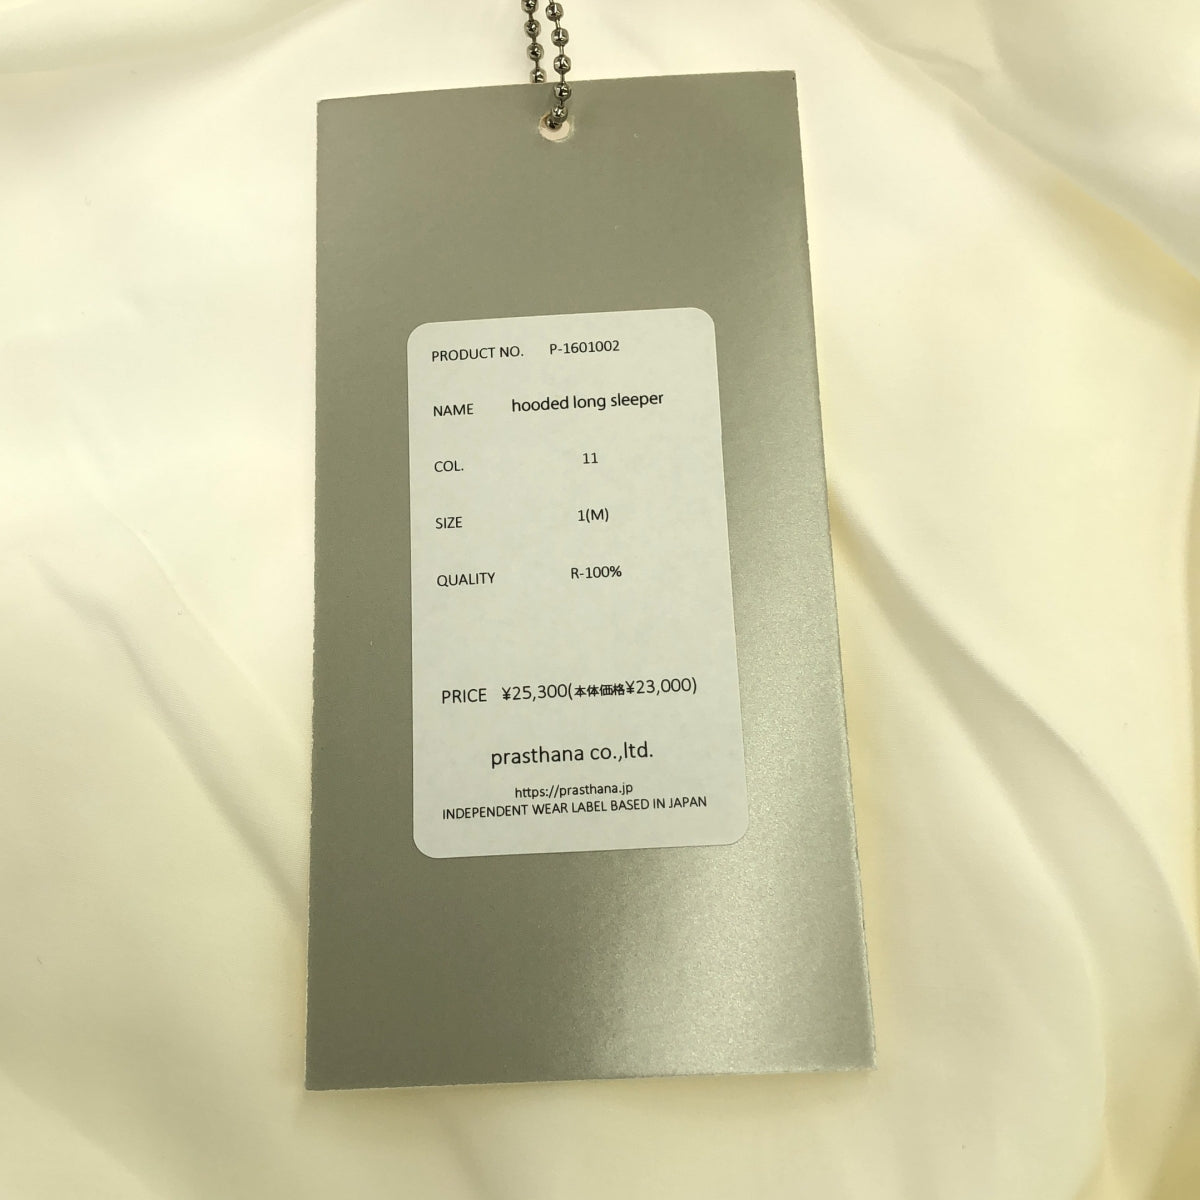 PRODUCT NO. P-1601002
NAME hooded long sleeper
COL. 11
SIZE 1(M)
QUALITY R-100%
PRICE ¥25,300(本体価格¥23,000)
prasthana co.,ltd.
https://prasthana.jp
INDEPENDENT WEAR LABEL BASED IN JAPAN